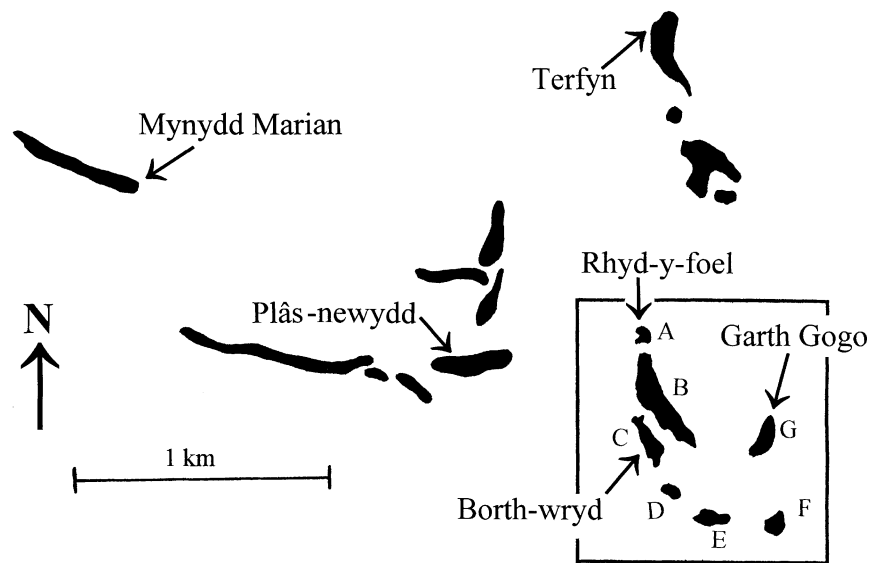 Terfyn
Mynydd Marian
Rhyd-y-foel
N
Plâs-newydd
A
Garth Gogo
B
C
G
1 km
Borth-wryd
D
E
F